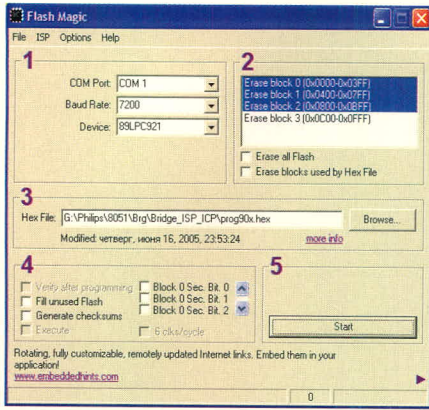 Flash Magic
File ISP Options Help
1
COM Port: COM 1
Baud Rate: 7200
Device: 89LPC921
2
Erase block 0 (0x0000-0x03FF)
Erase block 1 (0x0400-0x07FF)
Erase block 2 (0x0800-0x0BFF)
Erase block 3 (0x0C00-0x0FFF)
Erase all Flash
Erase blocks used by Hex File
3
Hex File: G:\Philips\8051\Brg\Bridge_ISP_ICP\prog90x.hex Browse...
Modified: четверг, июня 16, 2005, 23:53:24 more info
4
Verify after programming
Fill unused Flash
Generate checksums
Execute
Block 0 Sec. Bit. 0
Block 0 Sec. Bit. 1
Block 0 Sec. Bit. 2
6 clks/cycle
5
Start
Rotating, fully customizable, remotely updated Internet links. Embed them in your
application!
www.embeddedhints.com
0